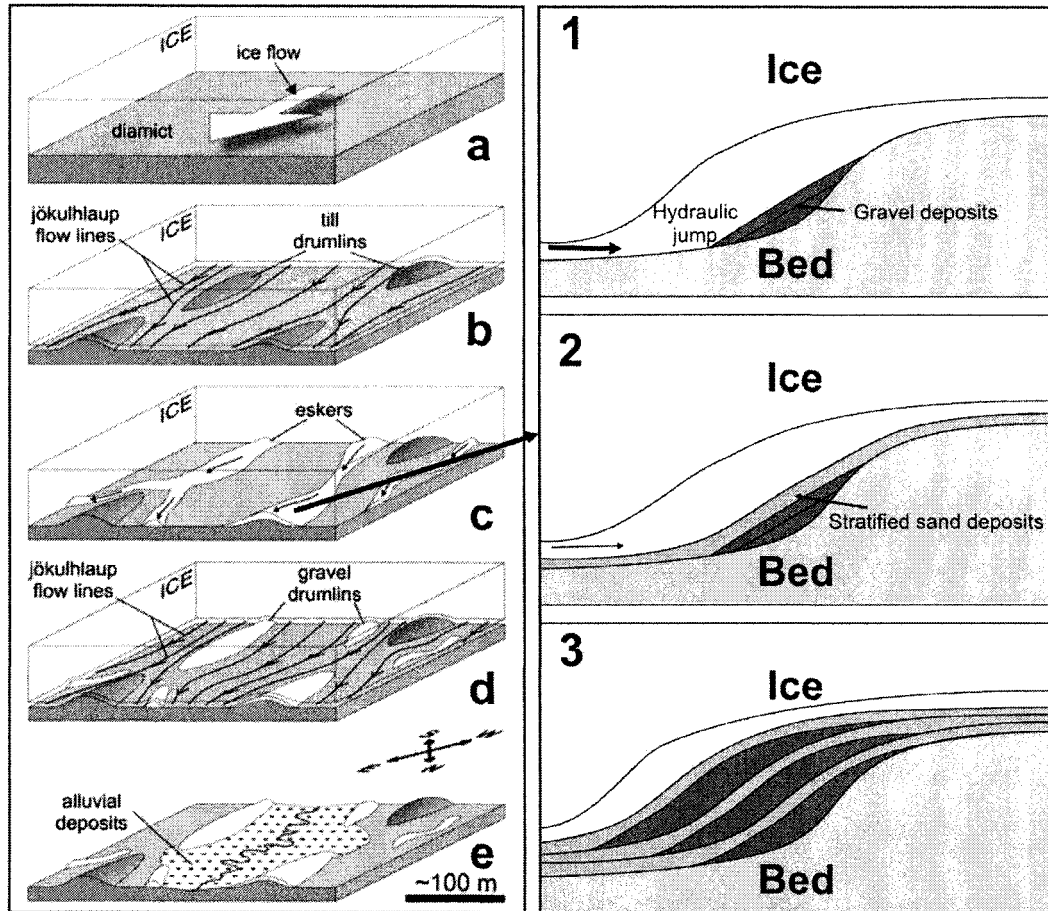 ICE
ice flow
diamict
a
jökulhlaup
flow lines
ICE
till
drumlins
b
ICE
eskers
c
jökulhlaup
flow lines
ICE
gravel
drumlins
d
alluvial
deposits
e
~100 m
1
Ice
Hydraulic
jump
Gravel deposits
Bed
2
Ice
Stratified sand deposits
Bed
3
Ice
Bed